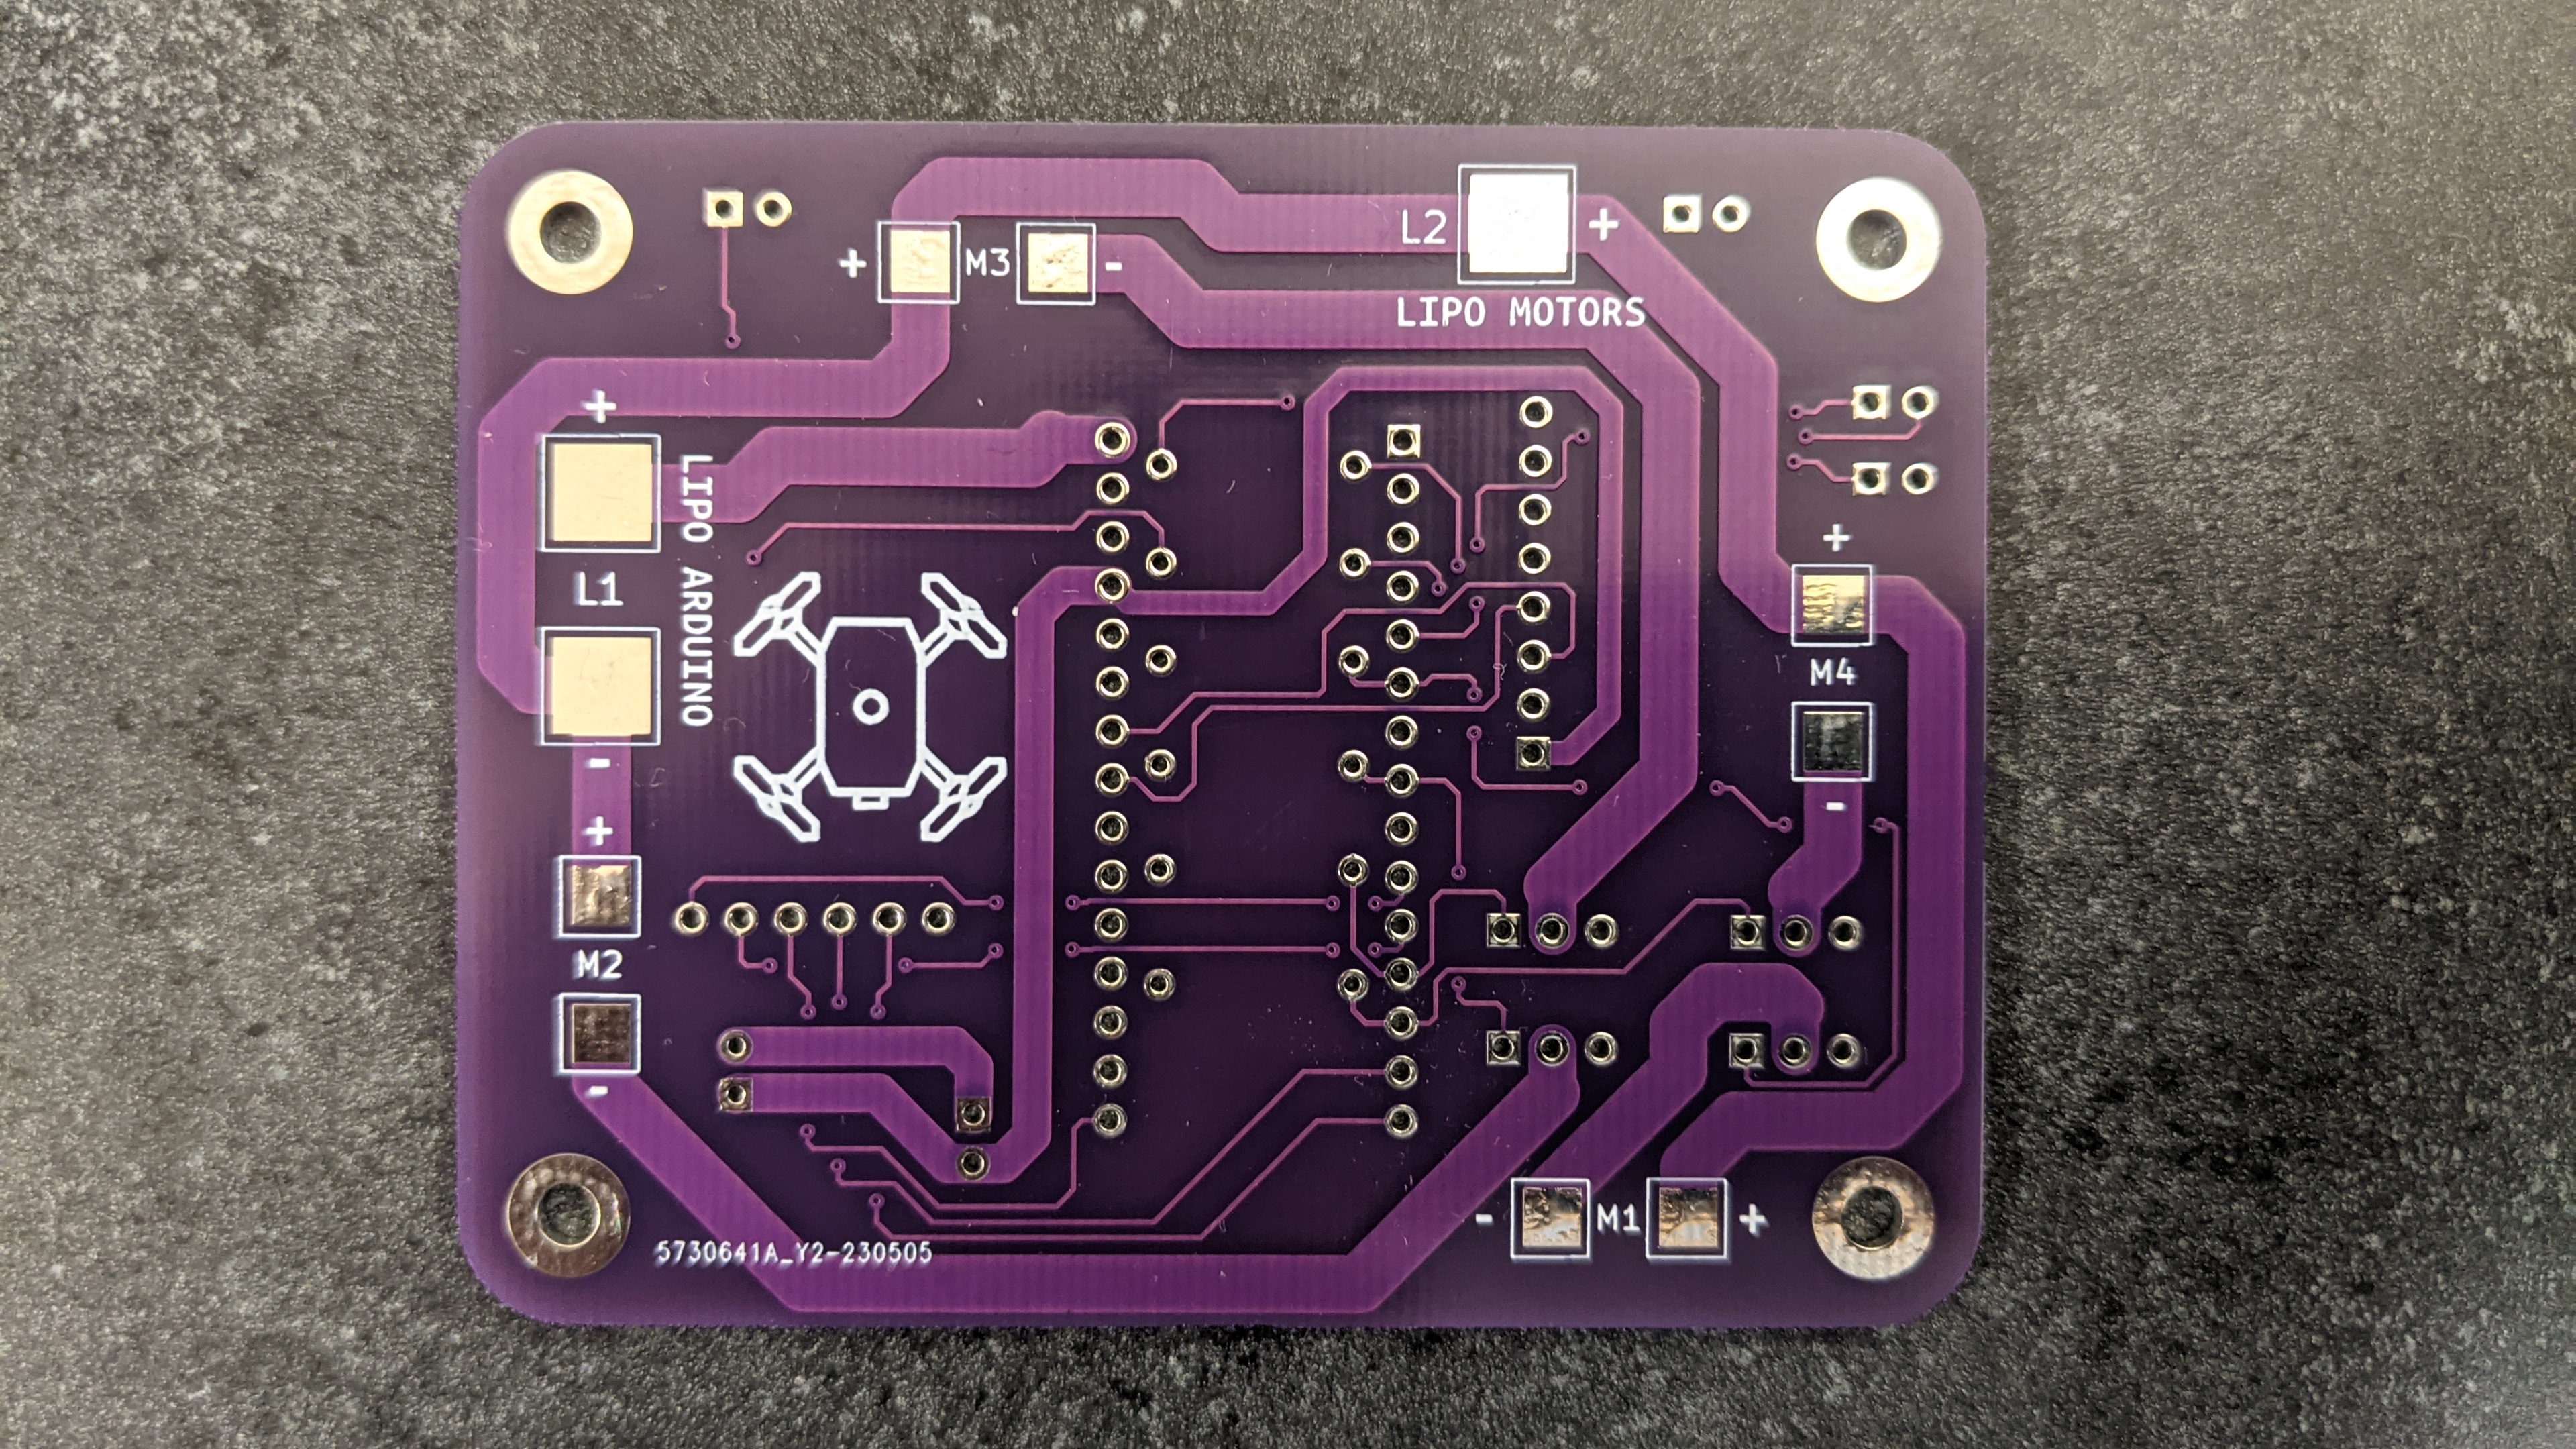 L2 +
+ M3 -
LIPO MOTORS
+
LIPO ARDUINO
L1
-
+
M4
-
+
M2
-
- M1 +
5730641A_Y2-230505